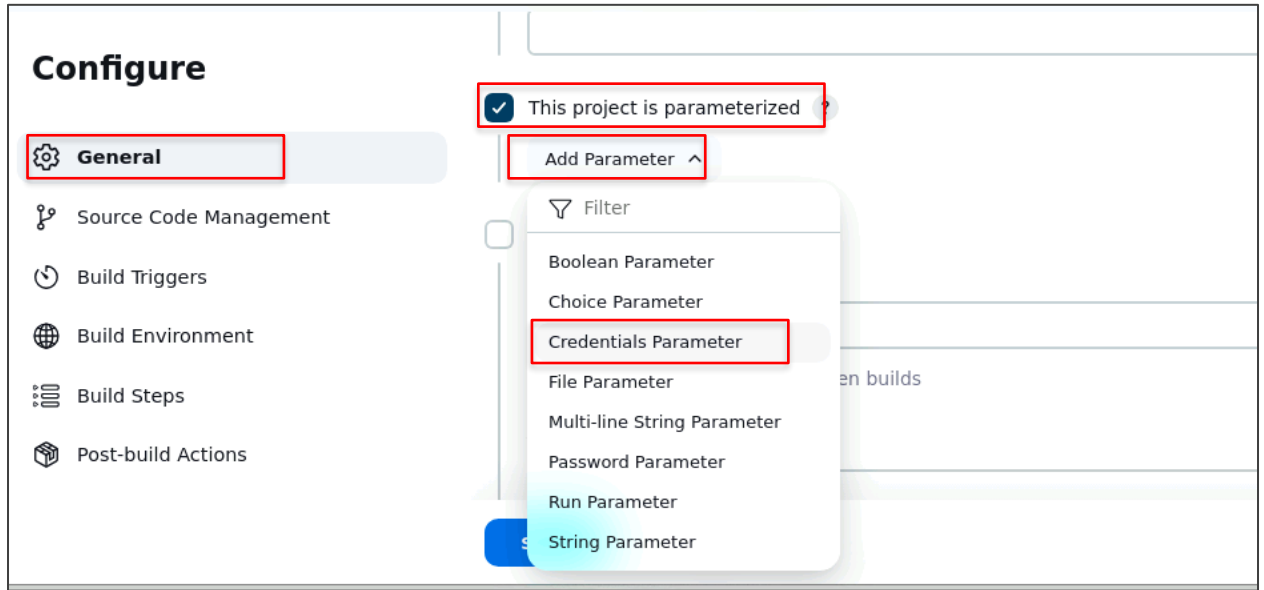 Configure
General
Source Code Management
Build Triggers
Build Environment
Build Steps
Post-build Actions
This project is parameterized ?
Add Parameter
Filter
Boolean Parameter
Choice Parameter
Credentials Parameter
en builds
File Parameter
Multi-line String Parameter
Password Parameter
Run Parameter
String Parameter